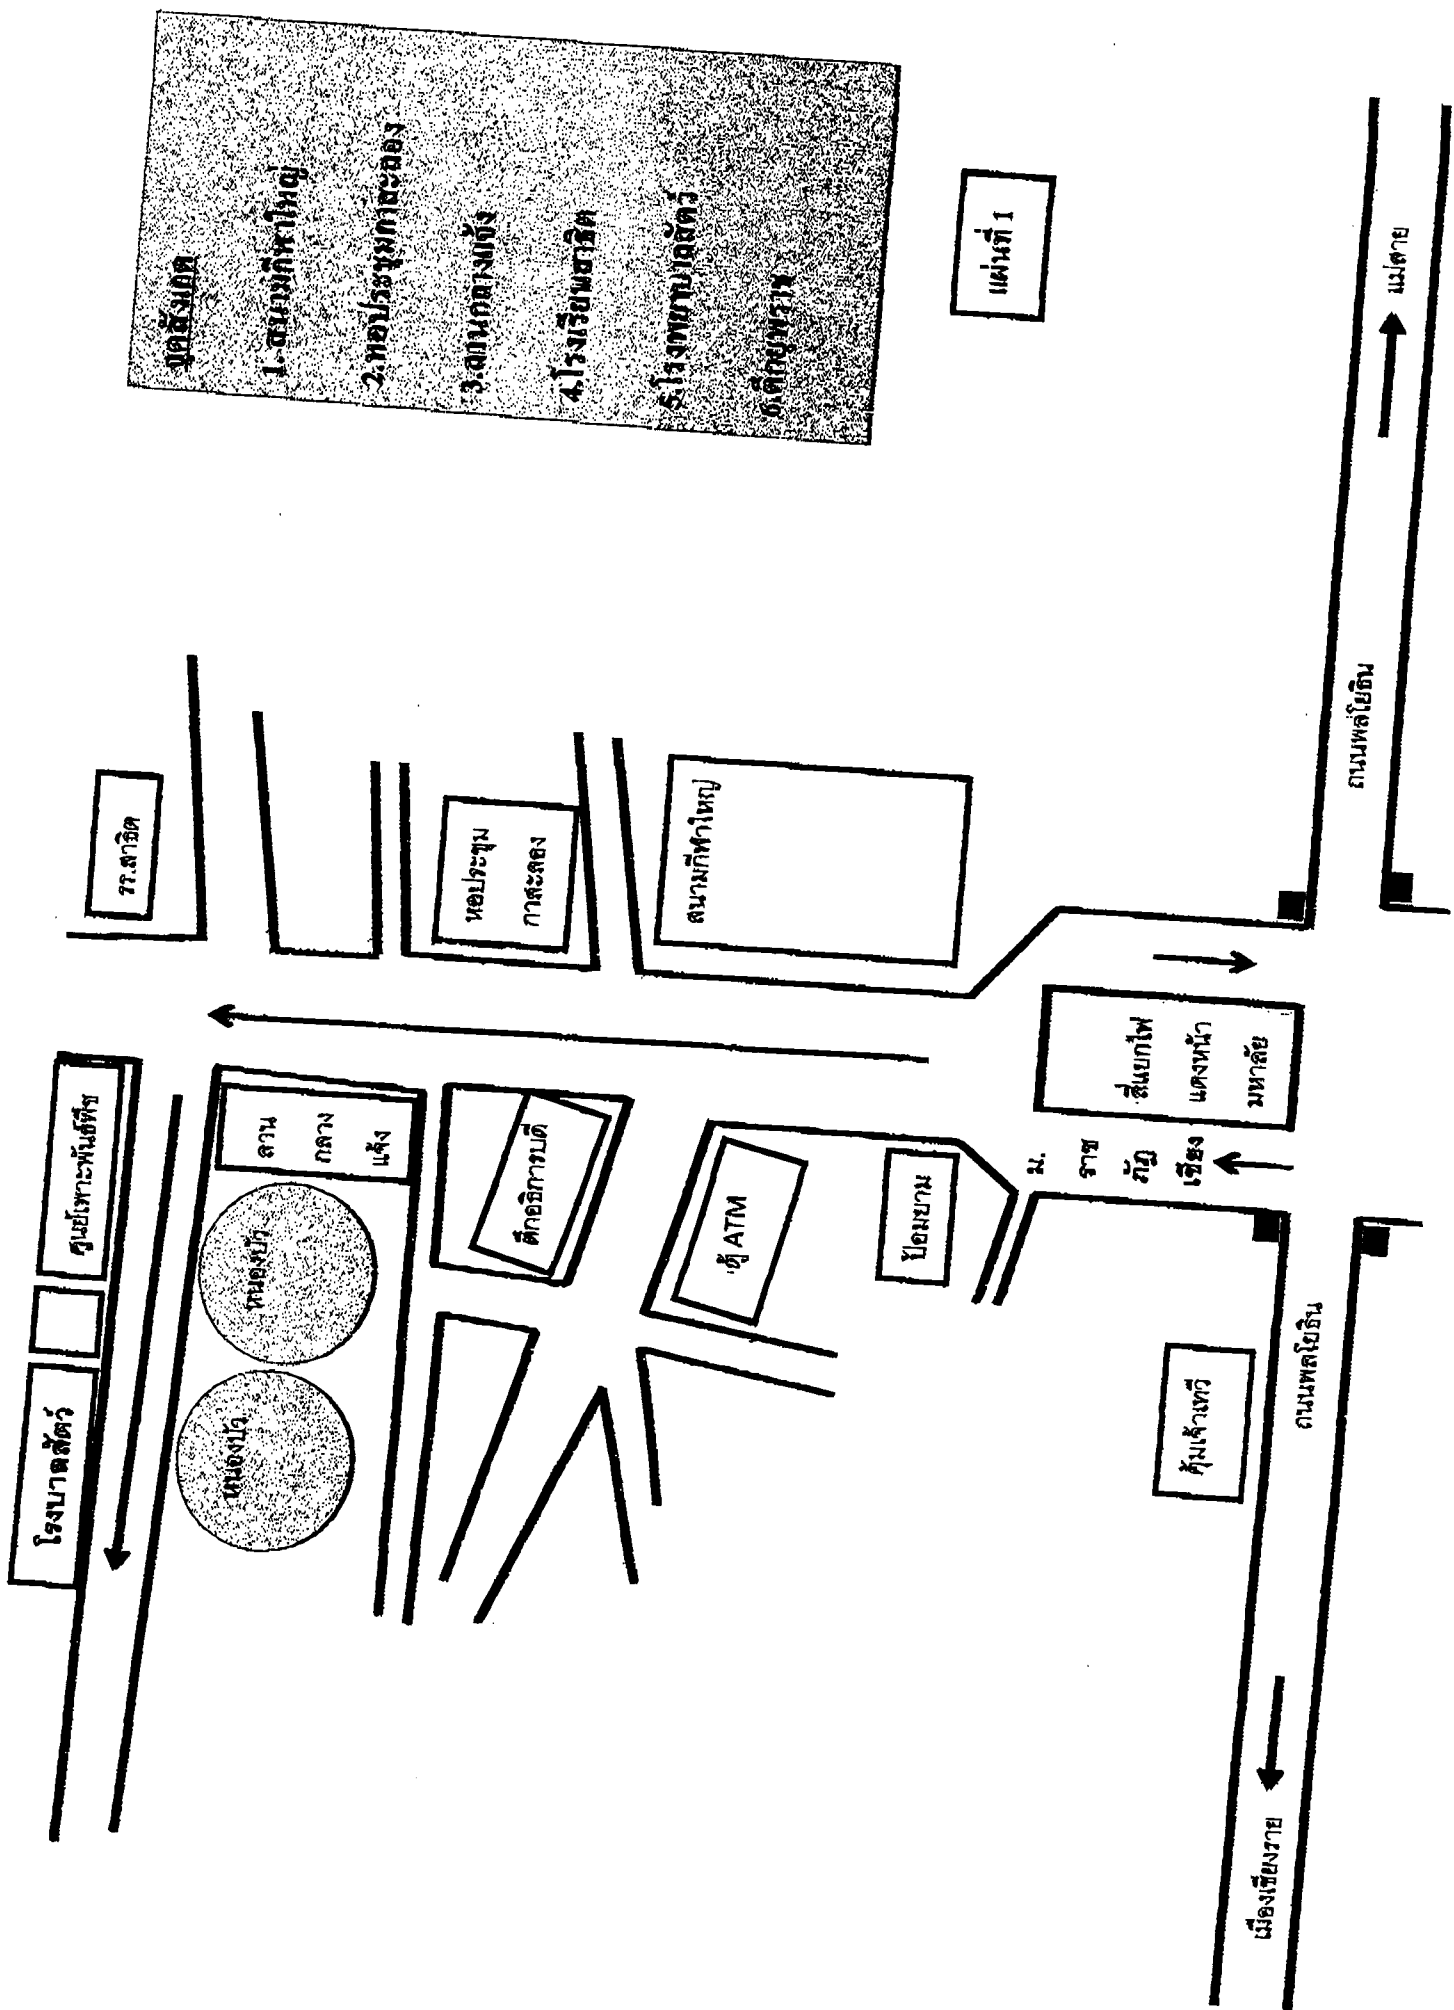 จุดสังเกต
1.สนามกีฬาใหญ่
2.หอประชุมกาสะลอง
3.ลานกลางแจ้ง
4.โรงเรียนสาธิต
5.โรงพยาบาลสัตว์
6.ตึกยุพราช
แผ่นที่ 1
รร.สาธิต
หอประชุม
กาสะลอง
สนามกีฬาใหญ่
ถนนพลโยธิน
แม่สาย
ศูนย์เพาะพันธ์พืช
โรงบาลสัตว์
ลาน
กลาง
แจ้ง
หนองบัว
หนองบัว
ตึกอธิการบดี
ตู้ ATM
ป้อมยาม
ม.
ราช
ภัฏ
เชียง
สี่แยกไฟ
แดงหน้า
มหาลัย
คุ้มเจ้าเทวี
ถนนพลโยธิน
เมืองเชียงราย